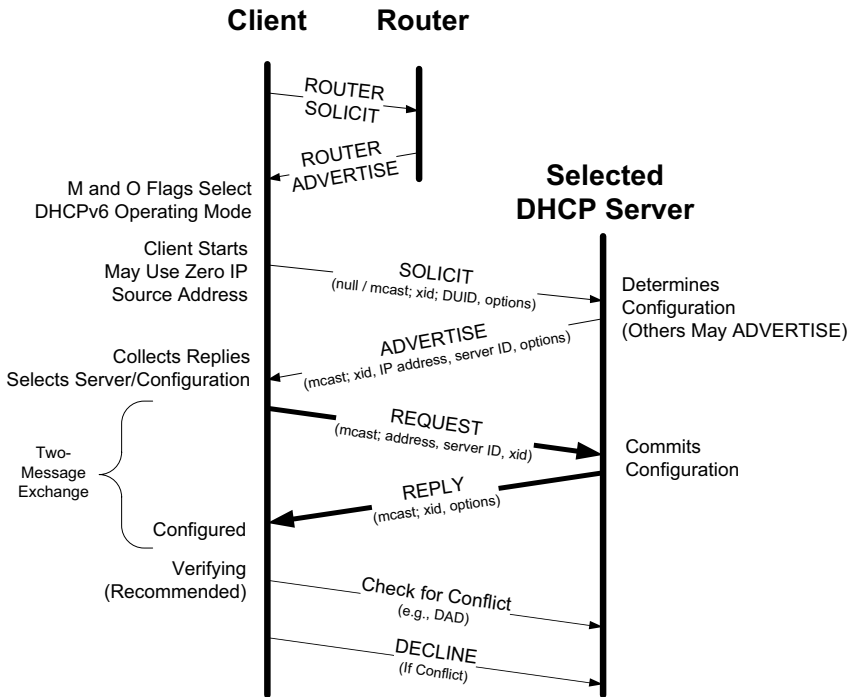 Client
Router
ROUTER
SOLICIT
ROUTER
ADVERTISE
M and O Flags Select
DHCPv6 Operating Mode
Selected
DHCP Server
Client Starts
May Use Zero IP
Source Address
SOLICIT
(null / mcast; xid; DUID, options)
Determines
Configuration
(Others May ADVERTISE)
ADVERTISE
(mcast; xid, IP address, server ID, options)
Collects Replies
Selects Server/Configuration
REQUEST
(mcast; address, server ID, xid)
Commits
Configuration
Two-
Message
Exchange
REPLY
(mcast; xid, options)
Configured
Verifying
(Recommended)
Check for Conflict
(e.g., DAD)
DECLINE
(If Conflict)